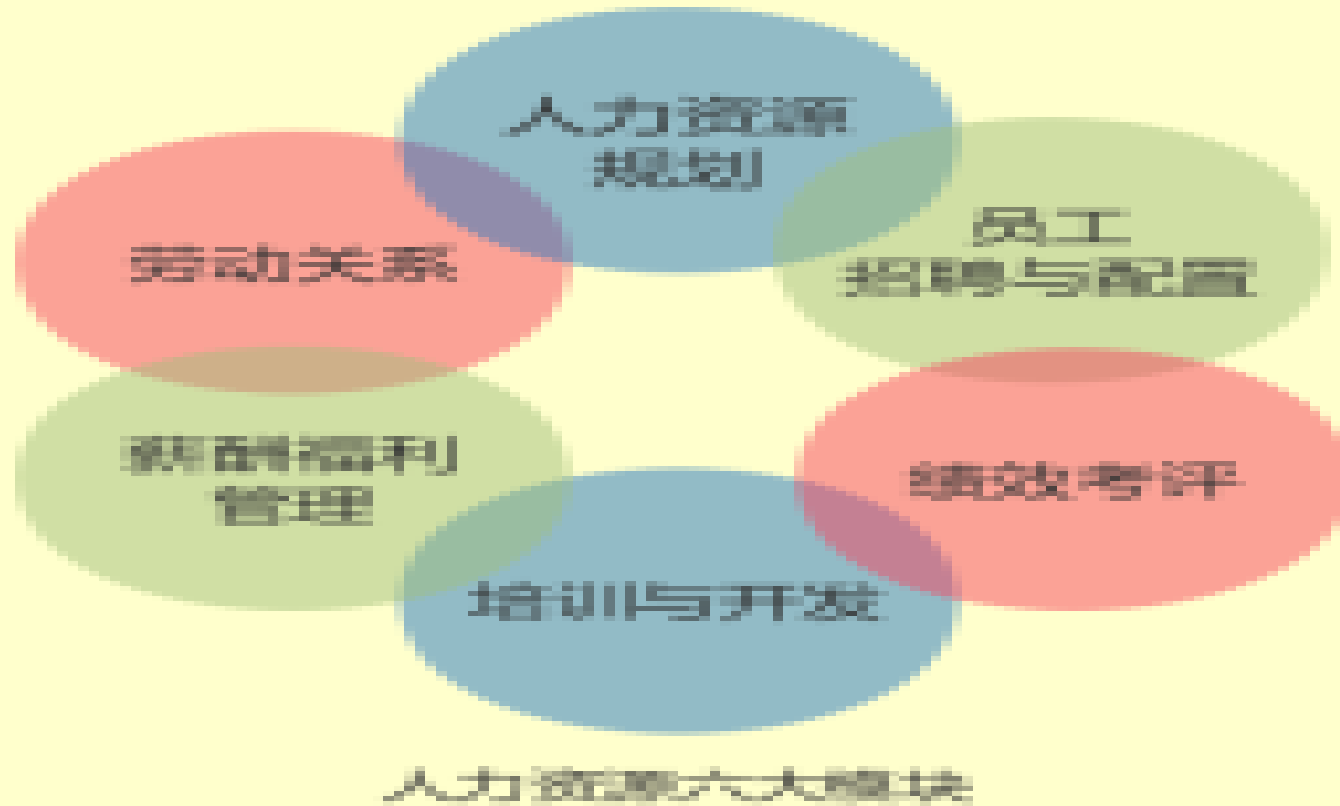 人力资源
规划
员工
招聘与配置
劳动关系
薪酬福利
管理
绩效考评
培训与开发
人力资源六大模块